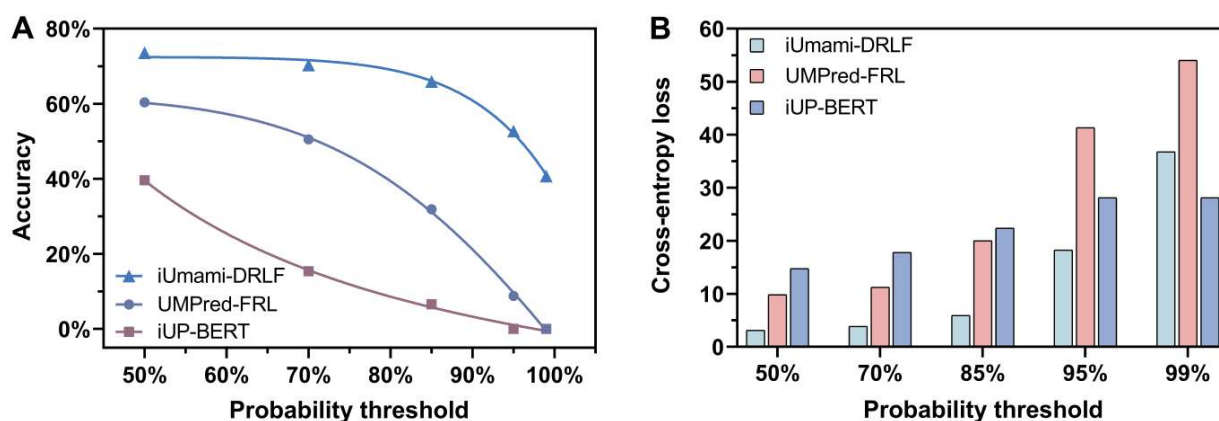 A
80%
60%
40%
20%
0%
Accuracy
iUmami-DRLF
UMPred-FRL
iUP-BERT
50% 60% 70% 80% 90% 100%
Probability threshold
B
60
50
40
30
20
10
0
Cross-entropy loss
iUmami-DRLF
UMPred-FRL
iUP-BERT
50% 70% 85% 95% 99%
Probability threshold